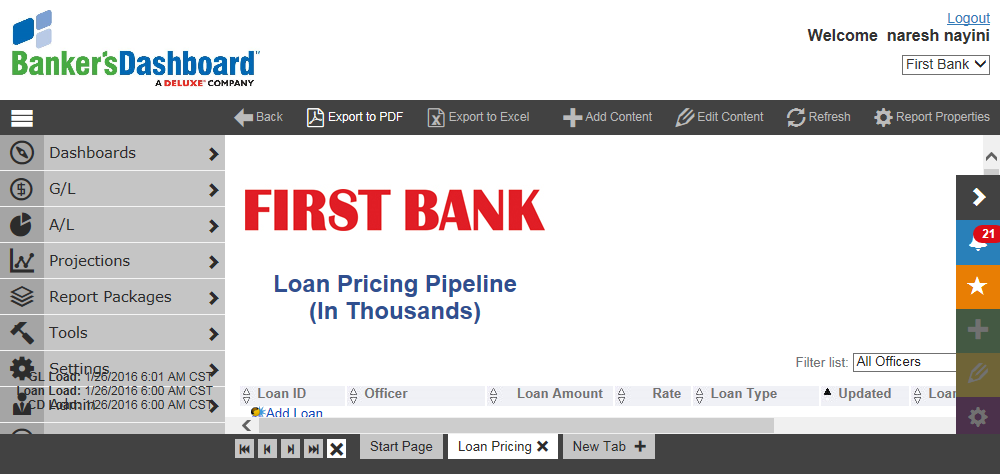 Logout
Welcome naresh nayini
Banker'sDashboard
A DELUXE COMPANY
First Bank
Back Export to PDF Export to Excel Add Content Edit Content Refresh Report Properties
Dashboards
G/L
A/L
Projections
Report Packages
Tools
Settings
GL Load: 1/26/2016 6:01 AM CST
Loan Load: 1/26/2016 6:00 AM CST
CD Load: 1/26/2016 6:00 AM CST
FIRST BANK
Loan Pricing Pipeline
(In Thousands)
21
Filter list: All Officers
Loan ID Officer Loan Amount Rate Loan Type Updated Loan
Add Loan
Start Page Loan Pricing New Tab